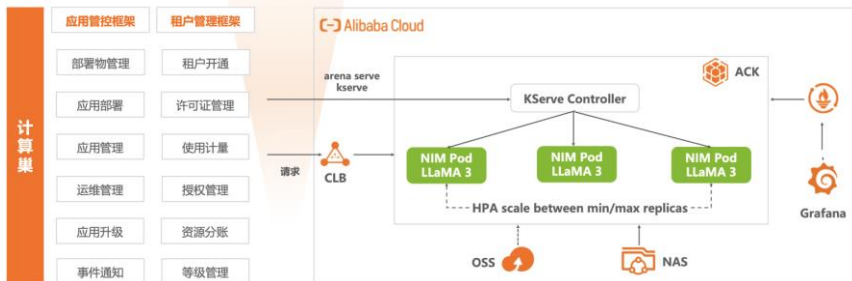 计算巢
应用管控框架
部署物管理
应用部署
应用管理
运维管理
应用升级
事件通知
租户管理框架
租户开通
许可证管理
使用计量
授权管理
资源分账
等级管理
arena serve
kserve
请求
CLB
Alibaba Cloud
ACK
KServe Controller
NIM Pod
LLaMA 3
NIM Pod
LLaMA 3
NIM Pod
LLaMA 3
HPA scale between min/max replicas
OSS
NAS
Grafana